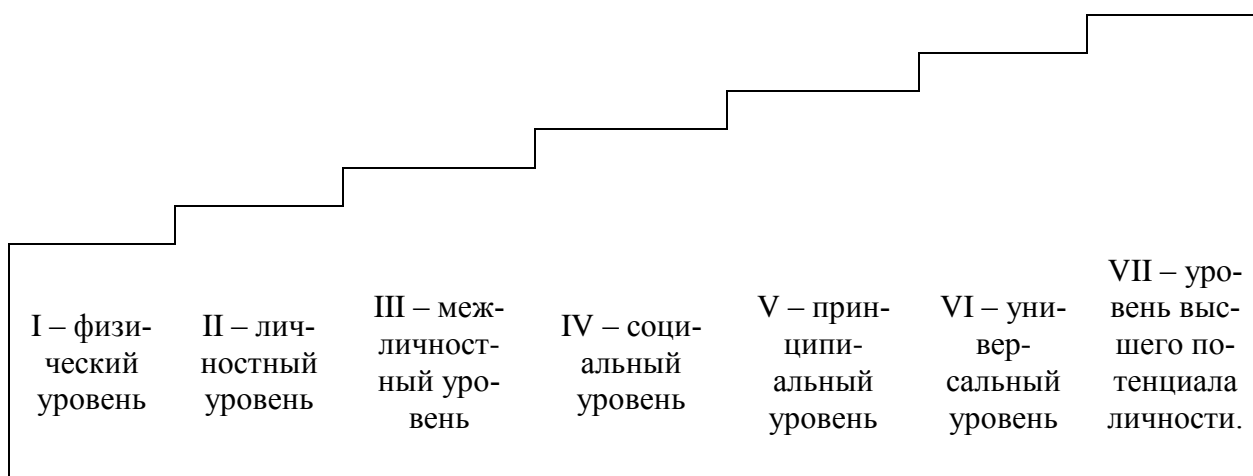 I – физи-
ческий
уровень
II – лич-
ностный
уровень
III – меж-
личност-
ный уро-
вень
IV – соци-
альный
уровень
V – прин-
ципи-
альный
уровень
VI – уни-
вер-
сальный
уровень
VII – уро-
вень выс-
шего по-
тенциала
личности.